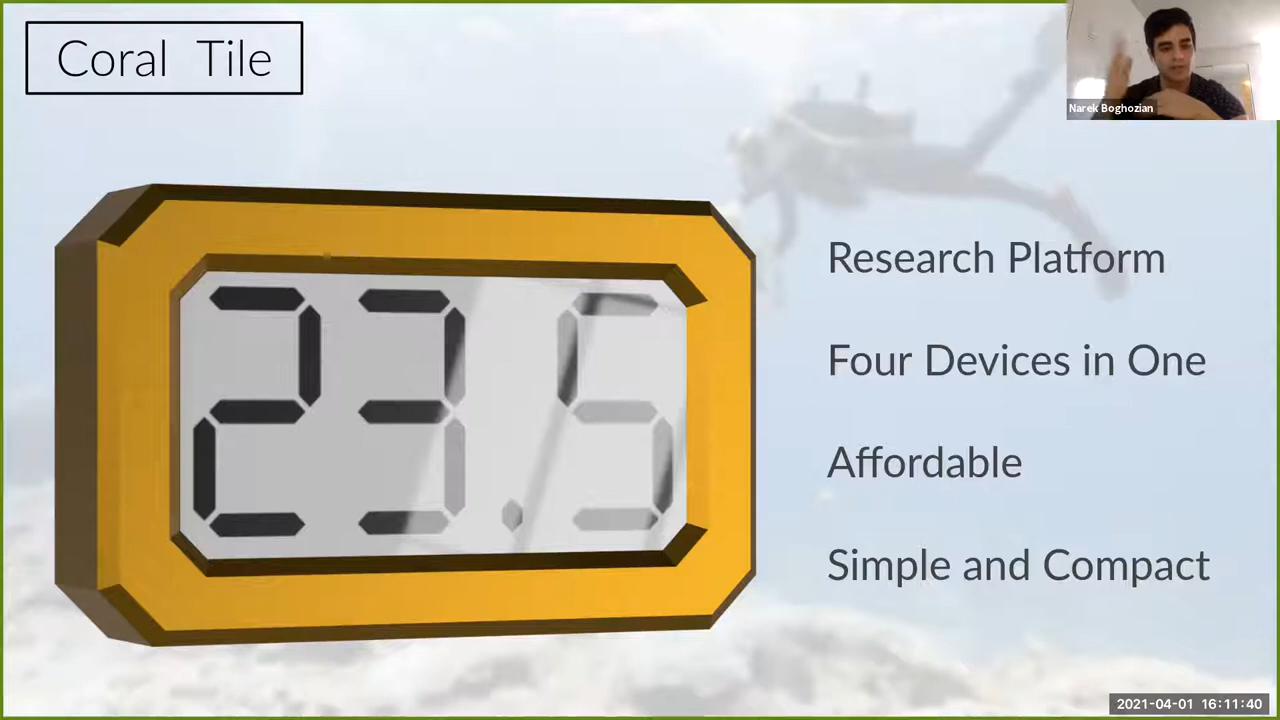 Coral Tile
Narek Boghozian
23.5
Research Platform
Four Devices in One
Affordable
Simple and Compact
2021-04-01 16:11:40